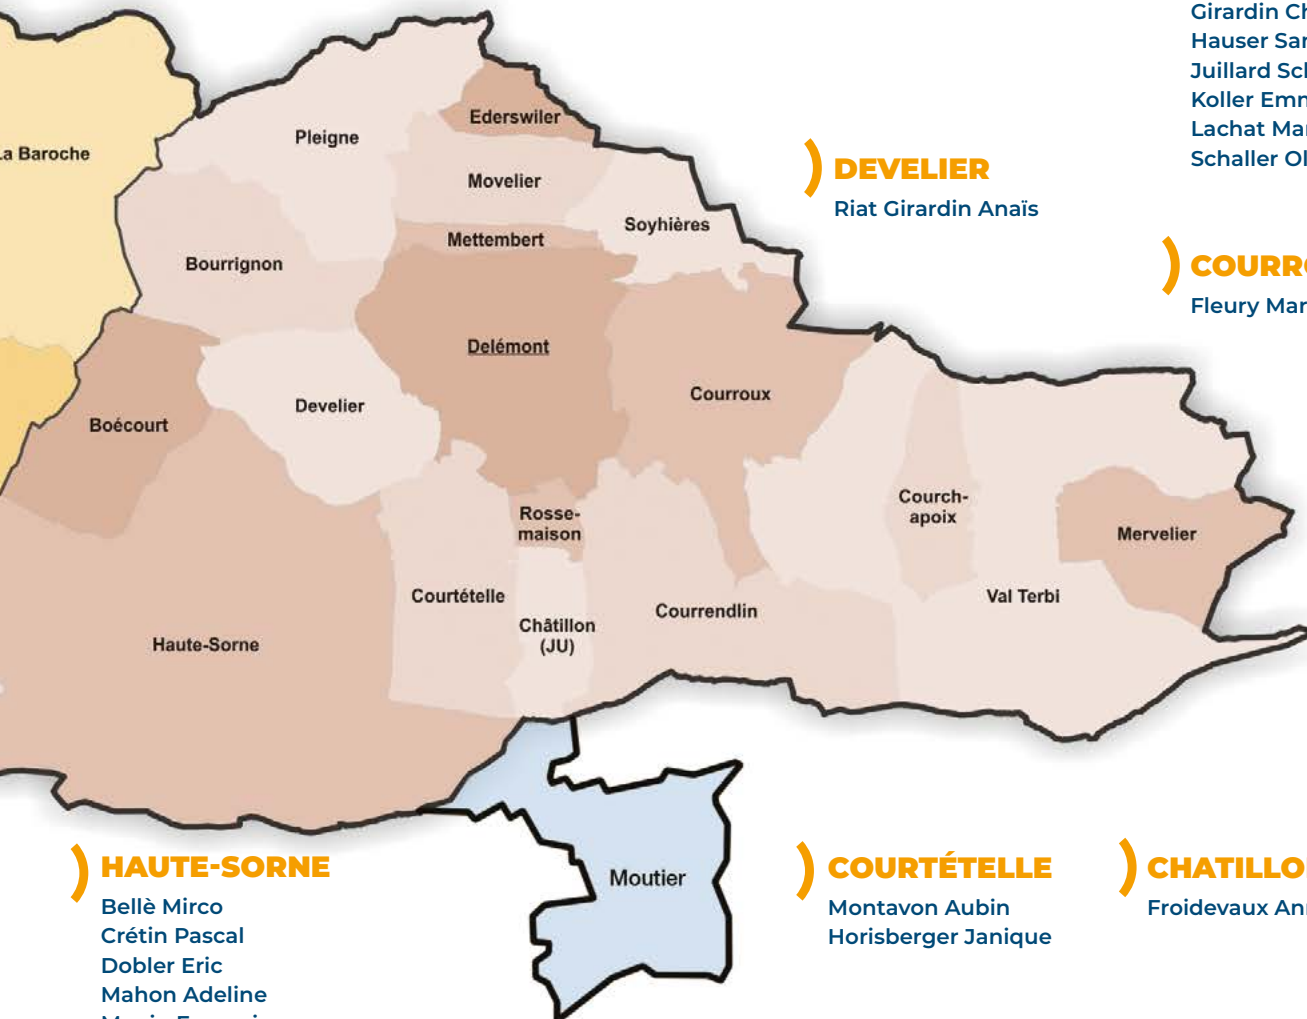 Girardin
Hauser
Juillard
Koller
Lachat
Schaller
La Baroche
Pleigne
Ederswiler
Movelier
Soyhières
Mettembert
Bourrignon
) DEVELIER
Riat Girardin Anaïs
)
Fleury
Delémont
Courroux
Develier
Boécourt
Courch-
apoix
Rosse-
maison
Mervelier
Courtételle
Val Terbi
Courrendlin
Châtillon
(JU)
Haute-Sorne
Moutier
) HAUTE-SORNE
Bellè Mirco
Crétin Pascal
Dobler Eric
Mahon Adeline
) COURTÉTELLE
Montavon Aubin
Horisberger Janique
)
Froidevaux